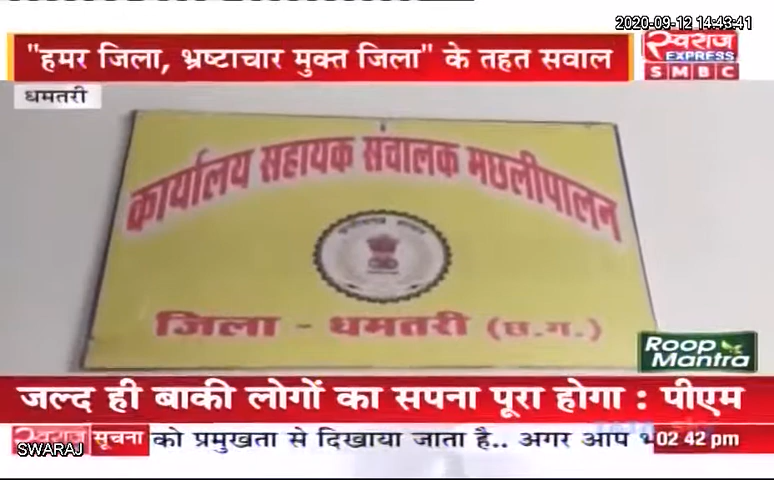 2020-09-12 14:43:41
"हमर जिला, भ्रष्टाचार मुक्त जिला" के तहत सवाल
स्वराज
EXPRESS
SMBC
धमतरी
कार्यालय सहायक संचालक मछलीपालन
जिला - धमतरी (छ.ग.)
Roop
Mantra
जल्द ही बाकी लोगों का सपना पूरा होगा : पीएम
स्वराज सूचना को प्रमुखता से दिखाया जाता है.. अगर आप
02 42 pm
SWARAJ